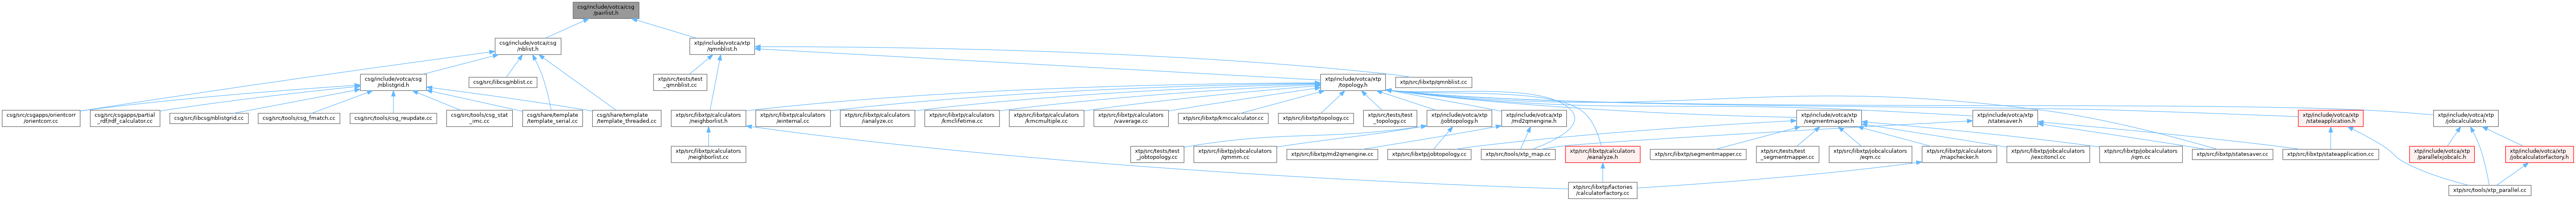 csg/include/votca/csg
/pairlist.h
csg/include/votca/csg
/nblist.h
xtp/include/votca/xtp
/qmnblist.h
csg/include/votca/csg
/nblistgrid.h
csg/src/libcsg/nblist.cc
xtp/src/tests/test
_qmnblist.cc
xtp/include/votca/xtp
/topology.h
xtp/src/libxtp/qmnblist.cc
csg/src/csgapps/orientcorr
/orientcorr.cc
csg/src/csgapps/partial
_rdf/rdf_calculator.cc
csg/src/libcsg/nblistgrid.cc
csg/src/tools/csg_fmatch.cc
csg/src/tools/csg_reupdate.cc
csg/src/tools/csg_stat
_imc.cc
csg/share/template
/template_serial.cc
csg/share/template
/template_threaded.cc
xtp/src/libxtp/calculators
/neighborlist.h
xtp/src/libxtp/calculators
/einternal.cc
xtp/src/libxtp/calculators
/ianalyze.cc
xtp/src/libxtp/calculators
/kmclifetime.cc
xtp/src/libxtp/calculators
/kmcmultiple.cc
xtp/src/libxtp/calculators
/vaverage.cc
xtp/src/libxtp/kmccalculator.cc
xtp/src/libxtp/topology.cc
xtp/src/tests/test
_topology.cc
xtp/include/votca/xtp
/jobtopology.h
xtp/include/votca/xtp
/md2qmengine.h
xtp/include/votca/xtp
/segmentmapper.h
xtp/include/votca/xtp
/statesaver.h
xtp/include/votca/xtp
/stateapplication.h
xtp/include/votca/xtp
/jobcalculator.h
xtp/src/libxtp/calculators
/neighborlist.cc
xtp/src/tests/test
_jobtopology.cc
xtp/src/libxtp/jobcalculators
/qmmm.cc
xtp/src/libxtp/md2qmengine.cc
xtp/src/libxtp/jobtopology.cc
xtp/src/tools/xtp_map.cc
xtp/src/libxtp/calculators
/eanalyze.h
xtp/src/libxtp/segmentmapper.cc
xtp/src/tests/test
_segmentmapper.cc
xtp/src/libxtp/jobcalculators
/eqm.cc
xtp/src/libxtp/calculators
/mapchecker.h
xtp/src/libxtp/jobcalculators
/iexcitoncl.cc
xtp/src/libxtp/jobcalculators
/iqm.cc
xtp/src/libxtp/statesaver.cc
xtp/src/libxtp/stateapplication.cc
xtp/include/votca/xtp
/parallelxjobcalc.h
xtp/include/votca/xtp
/jobcalculatorfactory.h
xtp/src/libxtp/factories
/calculatorfactory.cc
xtp/src/tools/xtp_parallel.cc